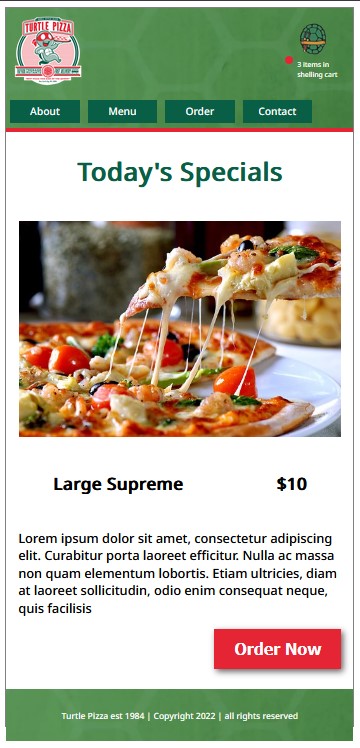 TURTLE PIZZA
3 items in
shelling cart
About
Menu
Order
Contact
Today's Specials
Large Supreme
$10
Lorem ipsum dolor sit amet, consectetur adipiscing
elit. Curabitur porta laoreet efficitur. Nulla ac massa
non quam elementum lobortis. Etiam ultricies, diam
at laoreet sollicitudin, odio enim consequat neque,
quis facilisis
Order Now
Turtle Pizza est 1984 | Copyright 2022 | all rights reserved